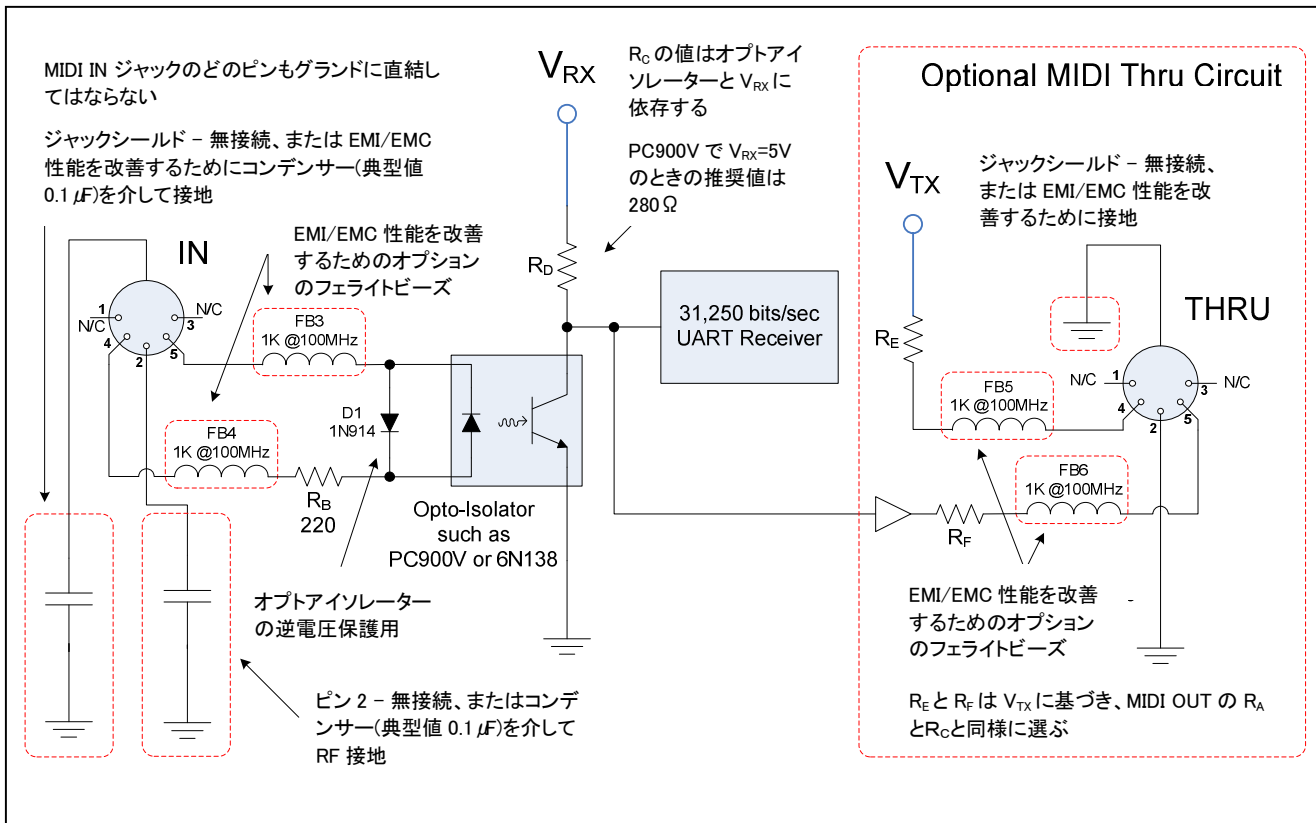 MIDI IN ジャックのどのピンもグランドに直結し
てはならない
ジャックシールド – 無接続、または EMI/EMC
性能を改善するためにコンデンサー(典型値
0.1 μF)を介して接地
IN
1
N/C
N/C
3
4
2
5
EMI/EMC 性能を改善
するためのオプション
のフェライトビーズ
FB3
1K @100MHz
FB4
1K @100MHz
RB
220
D1
1N914
Opto-Isolator
such as
PC900V or 6N138
オプトアイソレーター
の逆電圧保護用
ピン 2 – 無接続、またはコンデ
ンサー(典型値 0.1 μF)を介して
RF 接地
VRX
RD
RC の値はオプトアイ
ソレーターと VRX に
依存する
PC900V で VRX=5V
のときの推奨値は
280Ω
31,250 bits/sec
UART Receiver
Optional MIDI Thru Circuit
VTX
ジャックシールド – 無接続、
または EMI/EMC 性能を改
善するために接地
RE
THRU
N/C
1
3
N/C
4
2
5
FB5
1K @100MHz
FB6
1K @100MHz
RF
EMI/EMC 性能を改善
するためのオプション
のフェライトビーズ
RE と RF は VTX に基づき、MIDI OUT の RA
とRCと同様に選ぶ